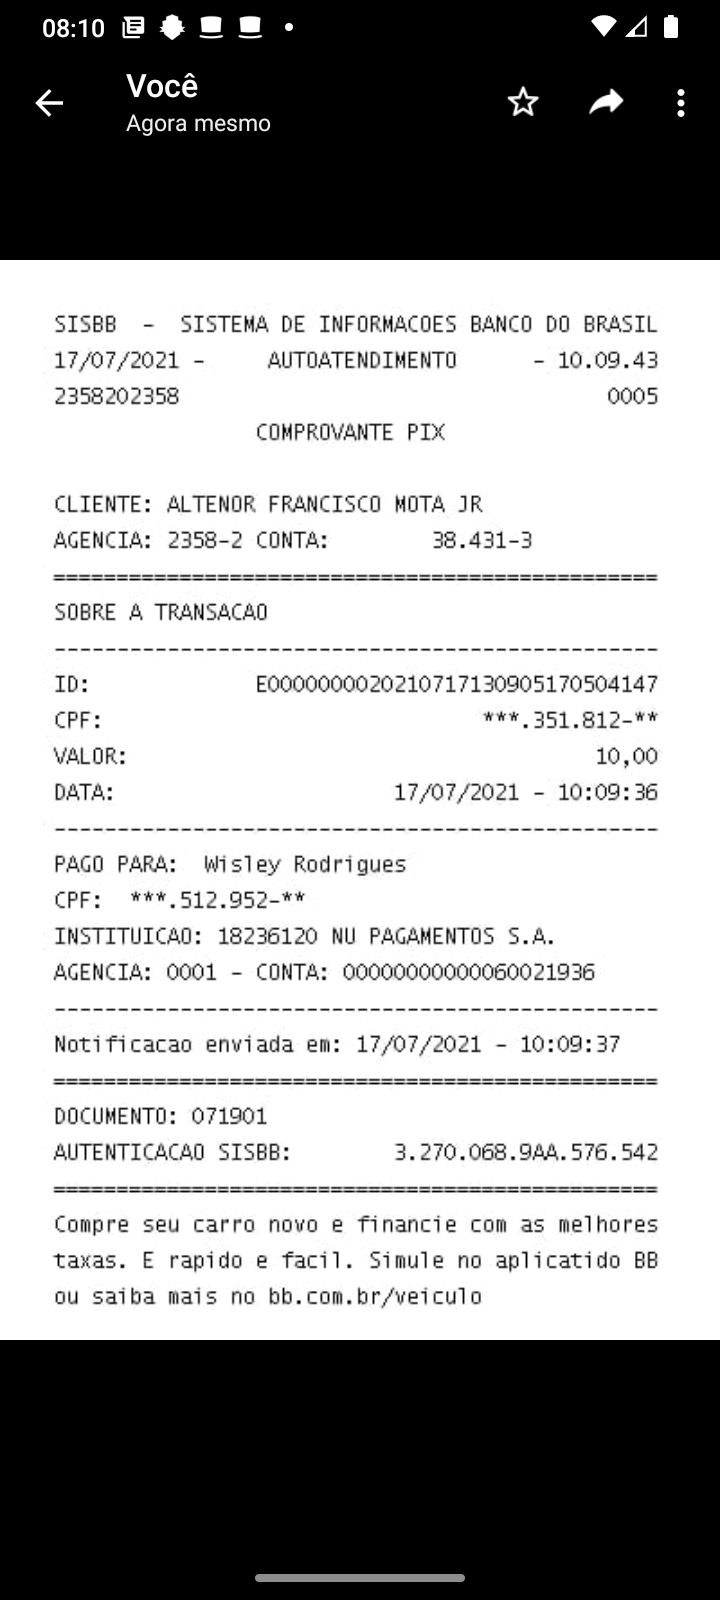 08:10
Você
Agora mesmo
SISBB - SISTEMA DE INFORMACOES BANCO DO BRASIL
17/07/2021 - AUTOATENDIMENTO - 10.09.43
2358202358 0005
COMPROVANTE PIX
CLIENTE: ALTENOR FRANCISCO MOTA JR
AGENCIA: 2358-2 CONTA: 38.431-3
================================================
SOBRE A TRANSACAO
------------------------------------------------
ID: E00000000202107171309051705041​47
CPF: ***.351.812-**
VALOR: 10,00
DATA: 17/07/2021 - 10:09:36
------------------------------------------------
PAGO PARA: Wisley Rodrigues
CPF: ***.512.952-**
INSTITUICAO: 18236120 NU PAGAMENTOS S.A.
AGENCIA: 0001 - CONTA: 00000000000060021936
------------------------------------------------
Notificacao enviada em: 17/07/2021 - 10:09:37
================================================
DOCUMENTO: 071901
AUTENTICACAO SISBB: 3.270.068.9AA.576.542
================================================
Compre seu carro novo e financie com as melhores
taxas. E rapido e facil. Simule no aplicatido BB
ou saiba mais no bb.com.br/veiculo